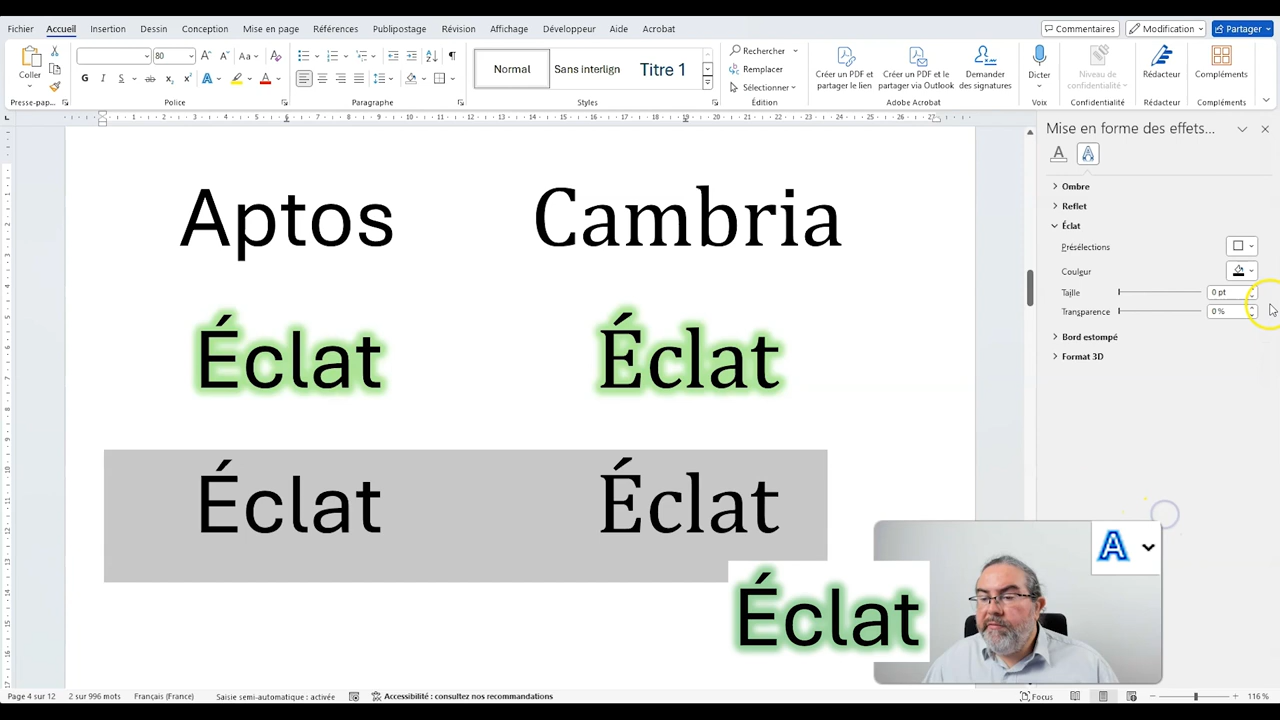 Fichier Accueil Insertion Dessin Conception Mise en page Références Publipostage Révision Affichage Développeur Aide Acrobat Commentaires Modification Partager
80
Aa
Coller
G I S ab x₂ x² A A
Normal Sans interligne Titre 1
Rechercher
Remplacer
Sélectionner
Créer un PDF et partager le lien
Créer un PDF et partager via Outlook
Demander des signatures
Dicter
Niveau de confidentialité
Rédacteur
Compléments
Presse-pap... Police Paragraphe Styles Édition Adobe Acrobat Voix Confidentialité Rédacteur Compléments
Mise en forme des effets...
Ombre
Reflet
Éclat
Présélections
Couleur
Taille 0 pt
Transparence 0 %
Bord estompé
Format 3D
Aptos Cambria
Éclat Éclat
Éclat Éclat
A
Éclat
Page 4 sur 12 2 sur 996 mots Français (France) Saisie semi-automatique : activée Accessibilité : consultez nos recommandations Focus 116 %